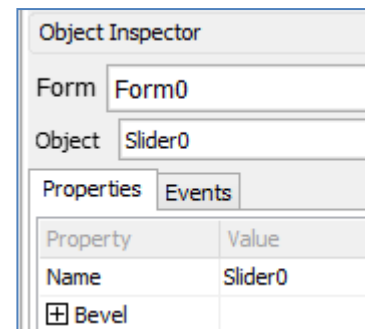 Object Inspector
Form Form0
Object Slider0
Properties Events
Property Value
Name Slider0
Bevel